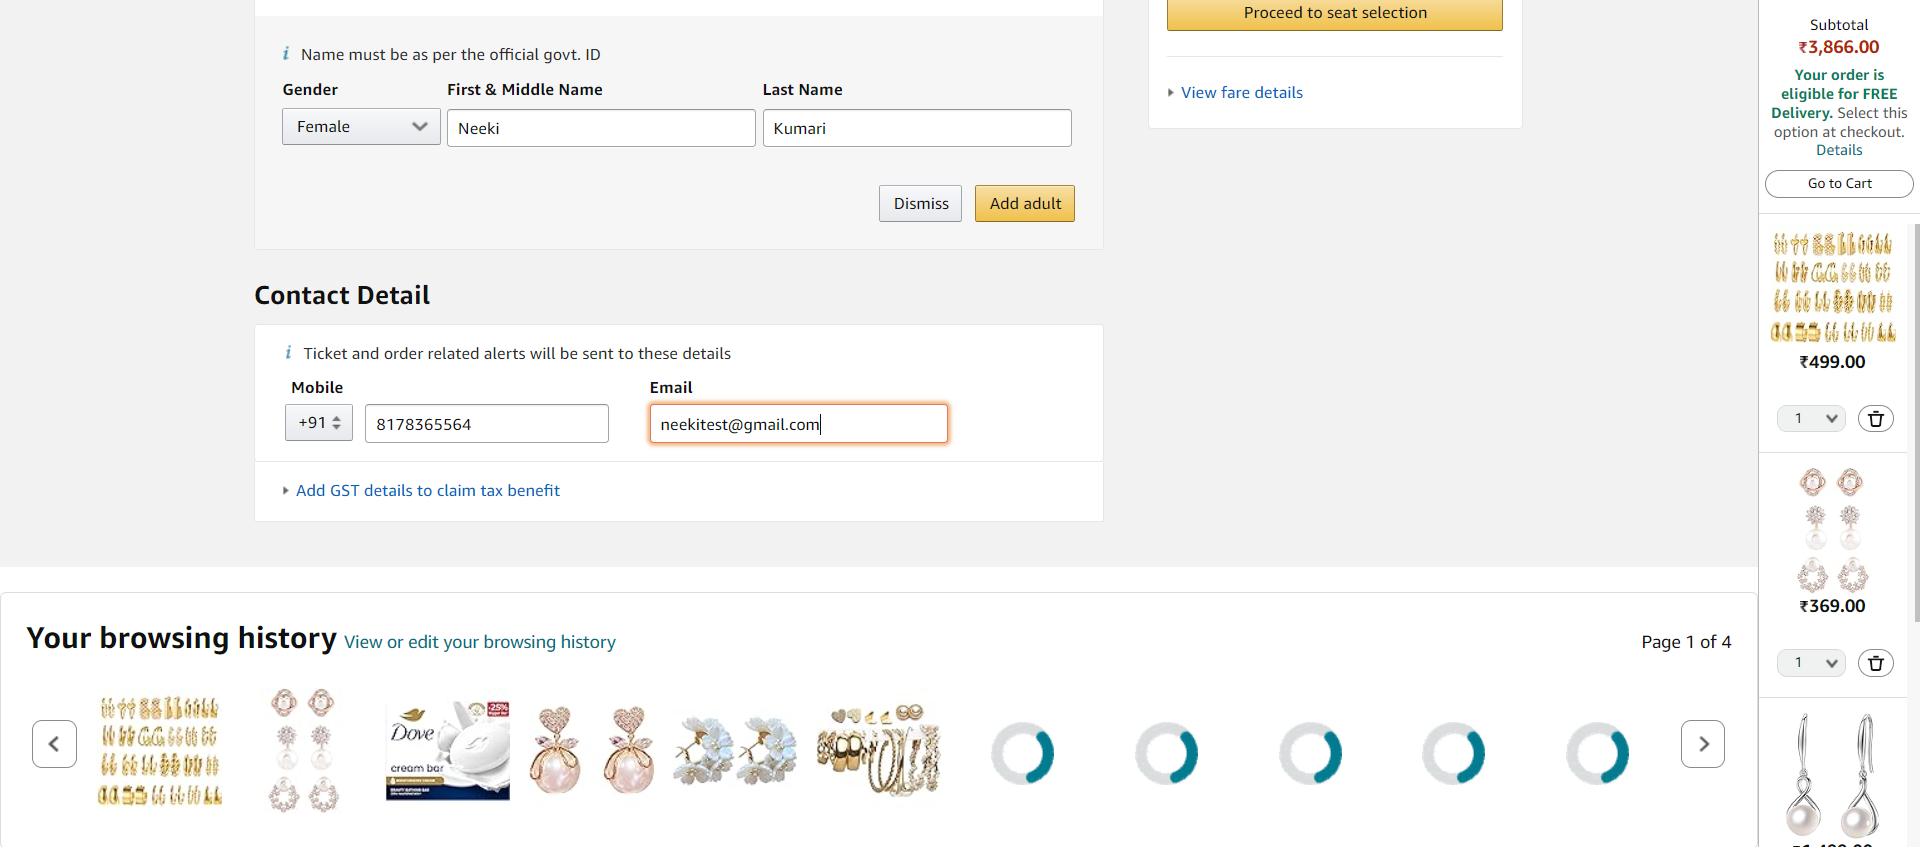 Proceed to seat selection
View fare details
Name must be as per the official govt. ID
Gender
First & Middle Name
Last Name
Female
Neeki
Kumari
Dismiss
Add adult
Contact Detail
Ticket and order related alerts will be sent to these details
Mobile
Email
+91
8178365564
neekitest@gmail.com
Add GST details to claim tax benefit
Your browsing history View or edit your browsing history
Page 1 of 4
Dove
cream bar
-25%
Subtotal
₹3,866.00
Your order is
eligible for FREE
Delivery. Select this
option at checkout.
Details
Go to Cart
₹499.00
1
₹369.00
1